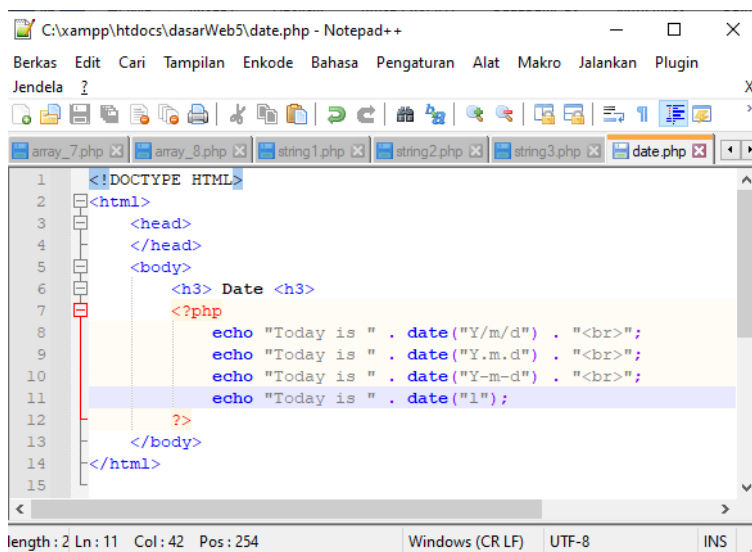 C:\xampp\htdocs\dasarWeb5\date.php - Notepad++
Berkas Edit Cari Tampilan Enkode Bahasa Pengaturan Alat Makro Jalankan Plugin
Jendela ? X
array_7.php array_8.php string1.php string2.php string3.php date.php
1 <!DOCTYPE HTML>
2 <html>
3 <head>
4 </head>
5 <body>
6 <h3> Date <h3>
7 <?php
8 echo "Today is " . date("Y/m/d") . "<br>";
9 echo "Today is " . date("Y.m.d") . "<br>";
10 echo "Today is " . date("Y-m-d") . "<br>";
11 echo "Today is " . date("l");
12 ?>
13 </body>
14 </html>
15
length : 2 Ln : 11 Col : 42 Pos : 254 Windows (CR LF) UTF-8 INS